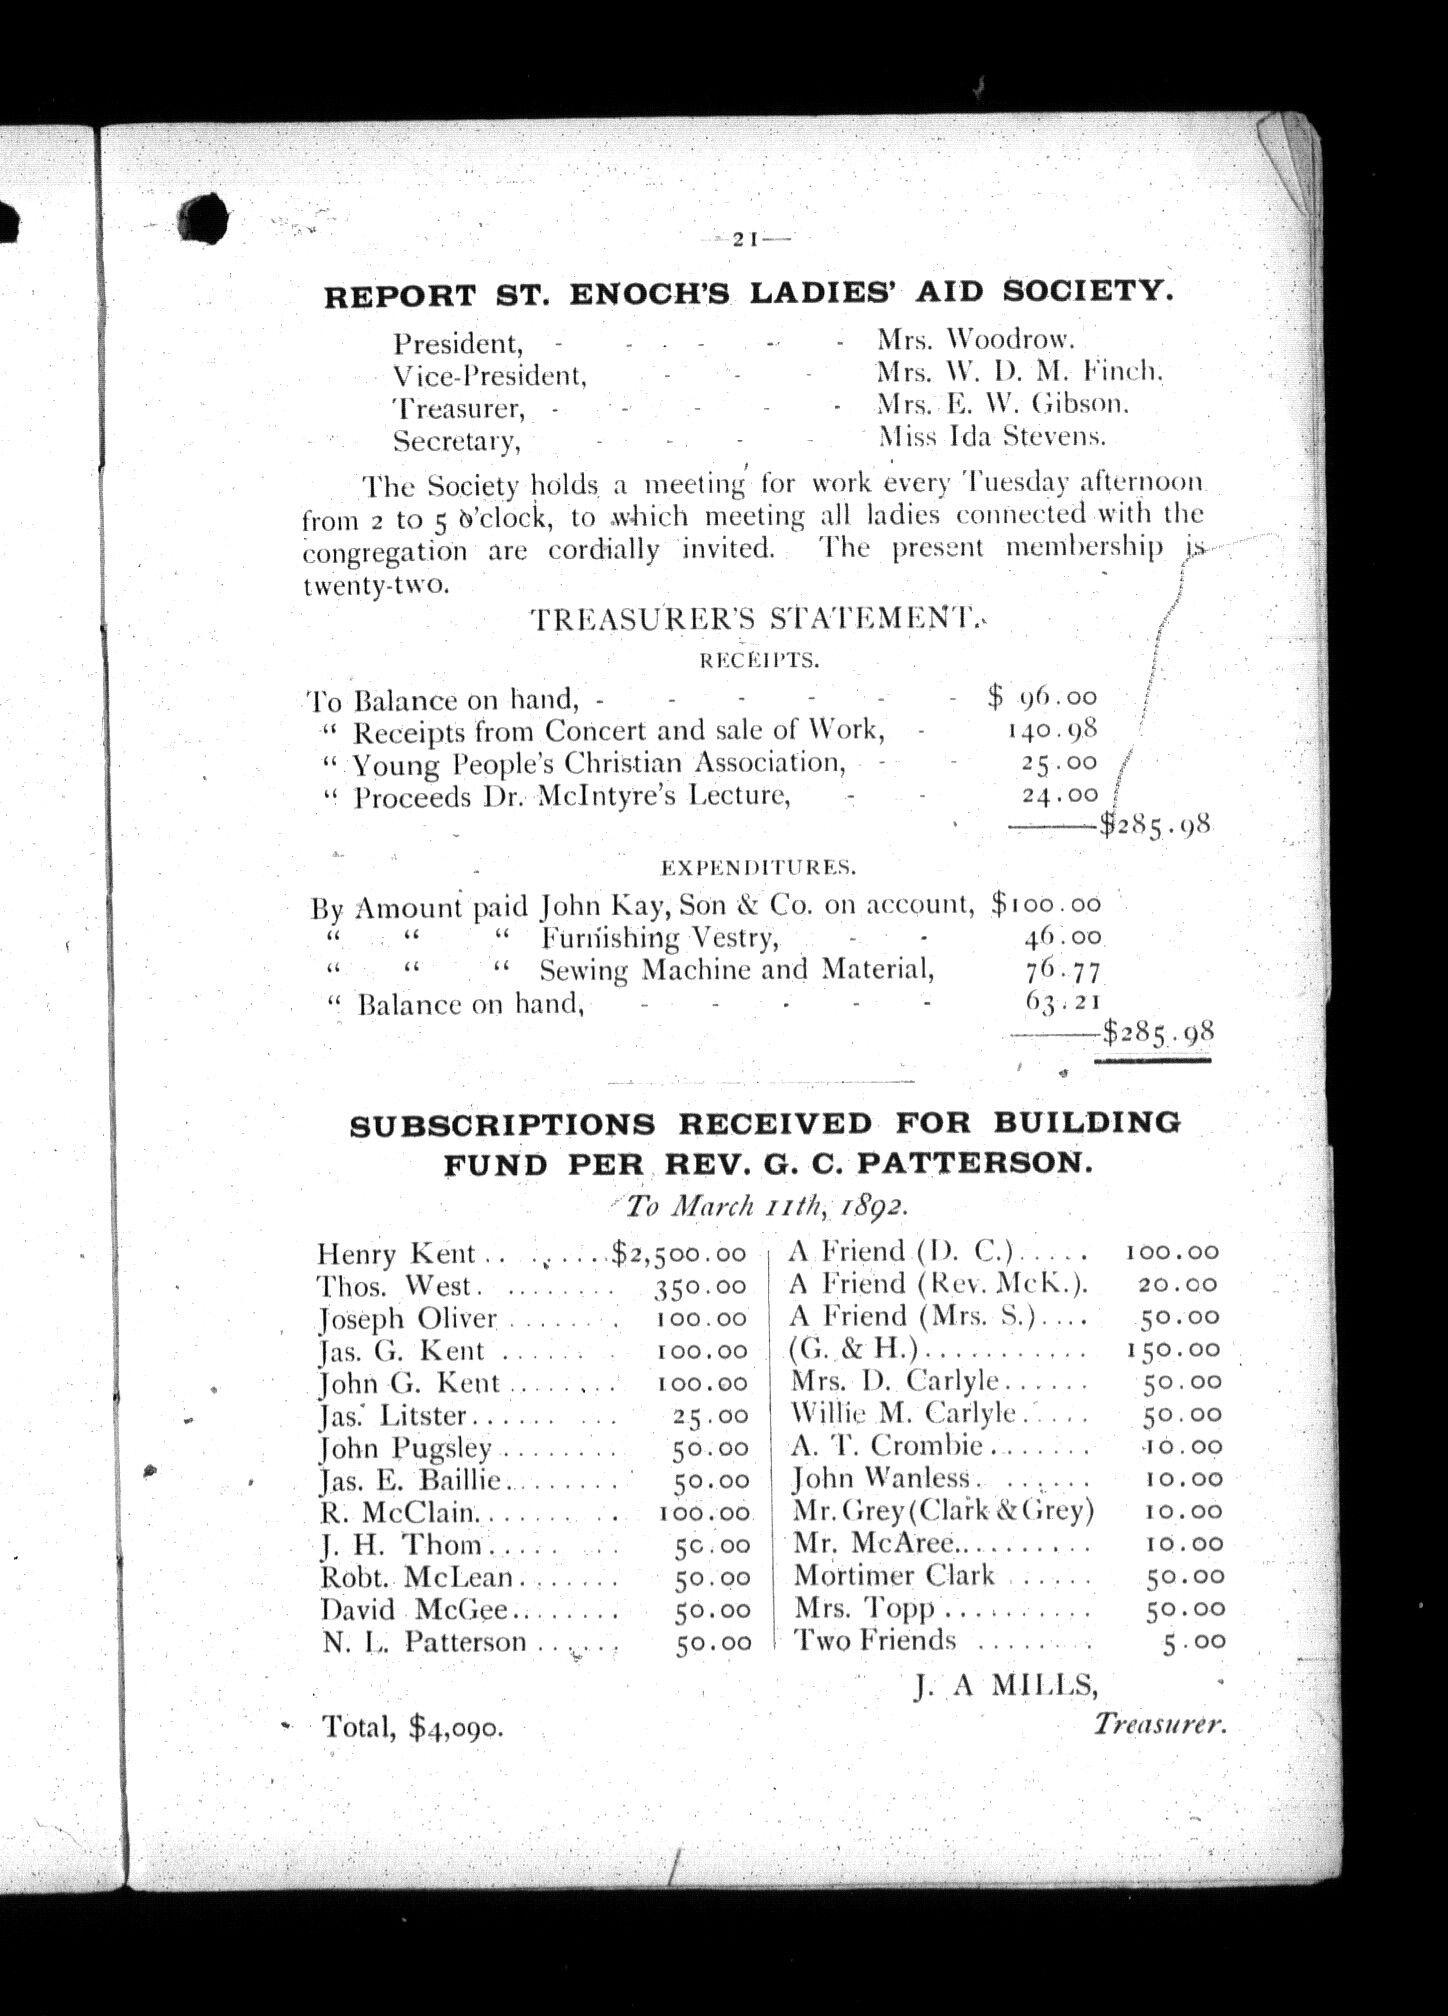 —21—
REPORT ST. ENOCH'S LADIES' AID SOCIETY.
President, - - - - - Mrs. Woodrow.
Vice-President, - - - Mrs. W. D. M. Finch.
Treasurer, - - - - - Mrs. E. W. Gibson.
Secretary, - - - - Miss Ida Stevens.
The Society holds a meeting for work every Tuesday afternoon
from 2 to 5 o'clock, to which meeting all ladies connected with the
congregation are cordially invited. The present membership is
twenty-two.
TREASURER'S STATEMENT.
RECEIPTS.
To Balance on hand, - - - - - - $ 96.00
“ Receipts from Concert and sale of Work, - 140.98
“ Young People's Christian Association, - - 25.00
“ Proceeds Dr. McIntyre's Lecture, - - 24.00
———$285.98
EXPENDITURES.
By Amount paid John Kay, Son & Co. on account, $100.00
“ “ “ Furnishing Vestry, - - 46.00
“ “ “ Sewing Machine and Material, 76.77
“ Balance on hand, - - - - - 63.21
———$285.98
SUBSCRIPTIONS RECEIVED FOR BUILDING
FUND PER REV. G. C. PATTERSON.
To March 11th, 1892.
Henry Kent ........ $2,500.00
Thos. West ......... 350.00
Joseph Oliver ....... 100.00
Jas. G. Kent ....... 100.00
John G. Kent ....... 100.00
Jas. Litster ......... 25.00
John Pugsley ........ 50.00
Jas. E. Baillie ........ 50.00
R. McClain ......... 100.00
J. H. Thom ........ 50.00
Robt. McLean ....... 50.00
David McGee ........ 50.00
N. L. Patterson ...... 50.00
A Friend (D. C.) ..... 100.00
A Friend (Rev. McK.). 20.00
A Friend (Mrs. S.) .... 50.00
(G. & H.) ........... 150.00
Mrs. D. Carlyle ...... 50.00
Willie M. Carlyle ..... 50.00
A. T. Crombie ....... 10.00
John Wanless ....... 10.00
Mr. Grey (Clark & Grey) 10.00
Mr. McAree .......... 10.00
Mortimer Clark ...... 50.00
Mrs. Topp .......... 50.00
Two Friends ........ 5.00
J. A MILLS,
Total, $4,090.
Treasurer.